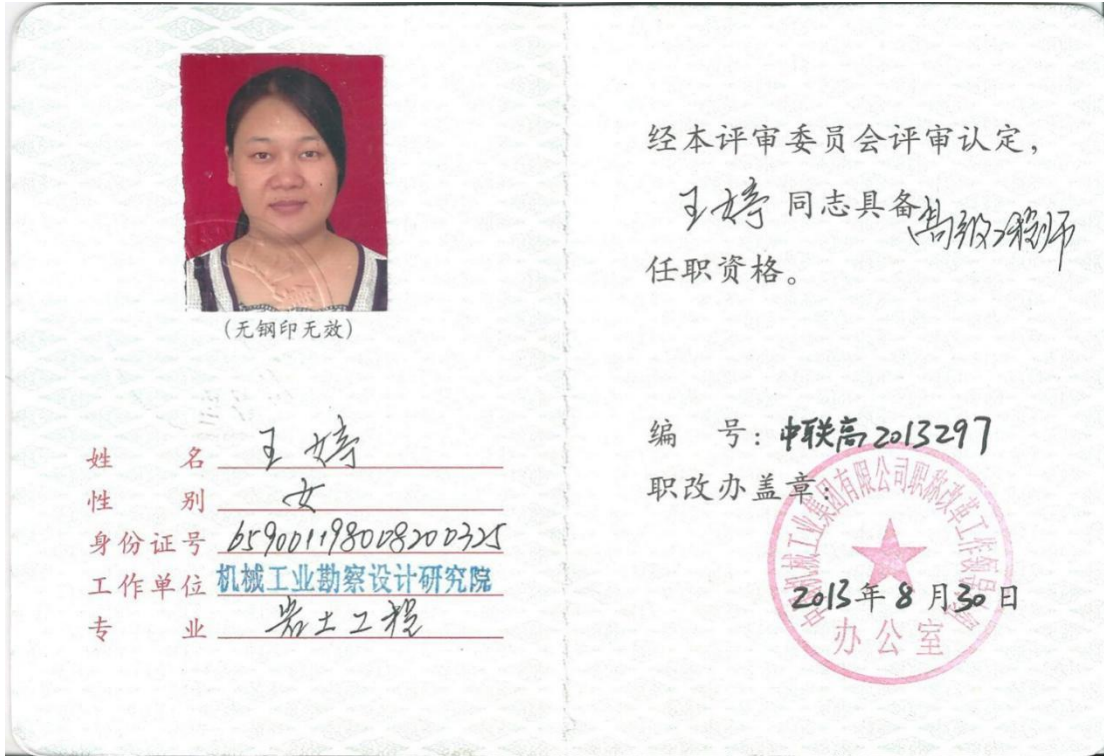 (无钢印无效)
姓 名 王婷
性 别 女
身份证号 659001198008200325
工作单位 机械工业勘察设计研究院
专 业 岩土工程
经本评审委员会评审认定，
王婷 同志具备 高级工程师
任职资格。
编 号：中联高2013297
职改办盖章：
2013年8月30日
办公室